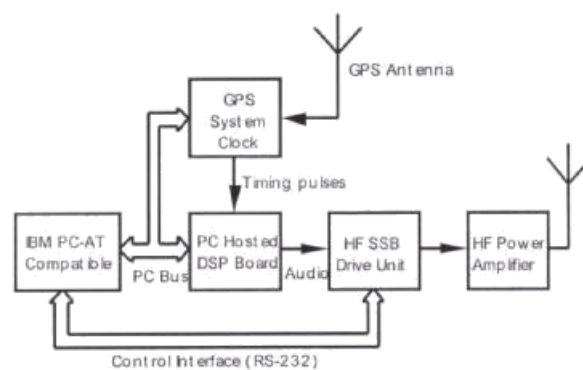 GPS Antenna
GPS
System
Clock
Timing pulses
IBM PC-AT
Compatible
PC Bus
PC Hosted
DSP Board
Audio
HF SSB
Drive Unit
HF Power
Amplifier
Control Interface (RS-232)